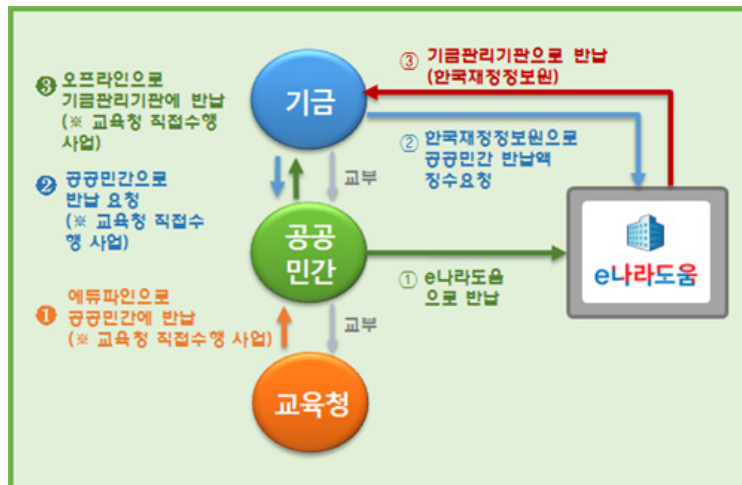 ❸ 오프라인으로
기금관리기관에 반납
(※ 교육청 직접수행
사업)
기금
③ 기금관리기관으로 반납
(한국재정정보원)
② 한국재정정보원으로
공공민간 반납액
징수요청
교부
❷ 공공민간으로
반납 요청
(※ 교육청 직접수
행 사업)
공공
민간
e나라도움
① e나라도움
으로 반납
❶ 에듀파인으로
공공민간에 반납
(※ 교육청 직접수행 사업)
교부
교육청